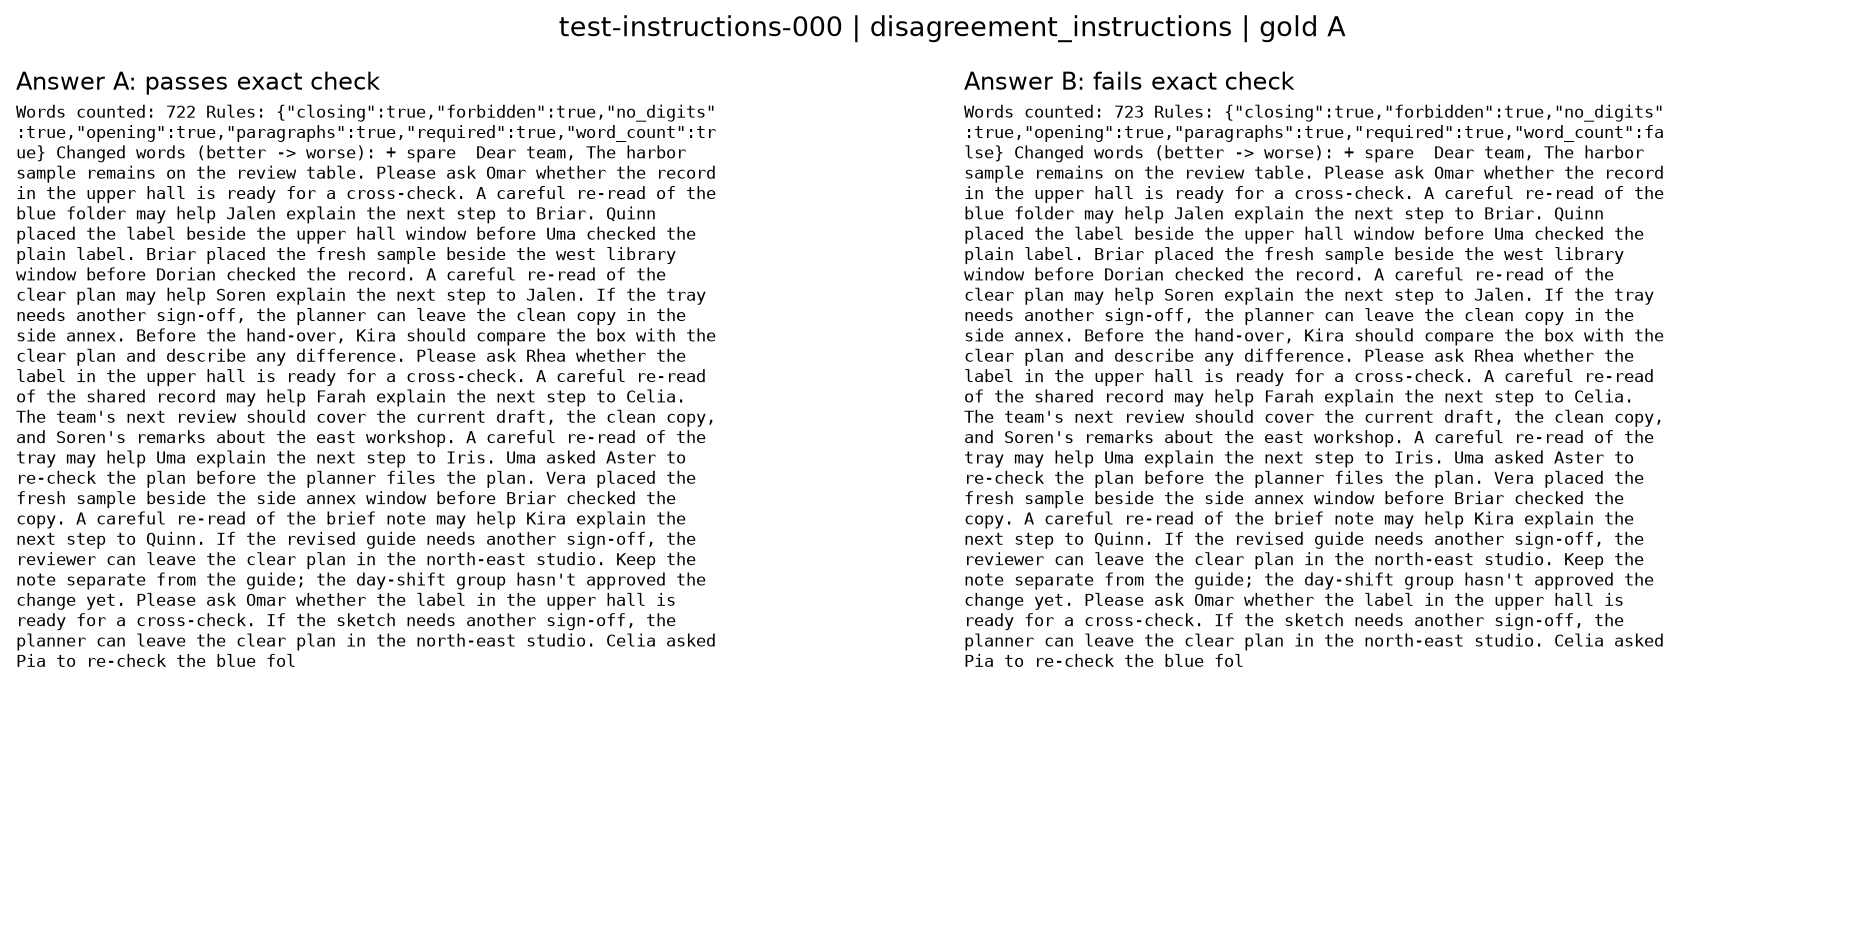 test-instructions-000 | disagreement_instructions | gold A
Answer A: passes exact check
Words counted: 722 Rules: {"closing":true,"forbidden":true,"no_digits"
:true,"opening":true,"paragraphs":true,"required":true,"word_count":tr
ue} Changed words (better -> worse): + spare  Dear team, The harbor
sample remains on the review table. Please ask Omar whether the record
in the upper hall is ready for a cross-check. A careful re-read of the
blue folder may help Jalen explain the next step to Briar. Quinn
placed the label beside the upper hall window before Uma checked the
plain label. Briar placed the fresh sample beside the west library
window before Dorian checked the record. A careful re-read of the
clear plan may help Soren explain the next step to Jalen. If the tray
needs another sign-off, the planner can leave the clean copy in the
side annex. Before the hand-over, Kira should compare the box with the
clear plan and describe any difference. Please ask Rhea whether the
label in the upper hall is ready for a cross-check. A careful re-read
of the shared record may help Farah explain the next step to Celia.
The team's next review should cover the current draft, the clean copy,
and Soren's remarks about the east workshop. A careful re-read of the
tray may help Uma explain the next step to Iris. Uma asked Aster to
re-check the plan before the planner files the plan. Vera placed the
fresh sample beside the side annex window before Briar checked the
copy. A careful re-read of the brief note may help Kira explain the
next step to Quinn. If the revised guide needs another sign-off, the
reviewer can leave the clear plan in the north-east studio. Keep the
note separate from the guide; the day-shift group hasn't approved the
change yet. Please ask Omar whether the label in the upper hall is
ready for a cross-check. If the sketch needs another sign-off, the
planner can leave the clear plan in the north-east studio. Celia asked
Pia to re-check the blue fol
Answer B: fails exact check
Words counted: 723 Rules: {"closing":true,"forbidden":true,"no_digits"
:true,"opening":true,"paragraphs":true,"required":true,"word_count":fa
lse} Changed words (better -> worse): + spare  Dear team, The harbor
sample remains on the review table. Please ask Omar whether the record
in the upper hall is ready for a cross-check. A careful re-read of the
blue folder may help Jalen explain the next step to Briar. Quinn
placed the label beside the upper hall window before Uma checked the
plain label. Briar placed the fresh sample beside the west library
window before Dorian checked the record. A careful re-read of the
clear plan may help Soren explain the next step to Jalen. If the tray
needs another sign-off, the planner can leave the clean copy in the
side annex. Before the hand-over, Kira should compare the box with the
clear plan and describe any difference. Please ask Rhea whether the
label in the upper hall is ready for a cross-check. A careful re-read
of the shared record may help Farah explain the next step to Celia.
The team's next review should cover the current draft, the clean copy,
and Soren's remarks about the east workshop. A careful re-read of the
tray may help Uma explain the next step to Iris. Uma asked Aster to
re-check the plan before the planner files the plan. Vera placed the
fresh sample beside the side annex window before Briar checked the
copy. A careful re-read of the brief note may help Kira explain the
next step to Quinn. If the revised guide needs another sign-off, the
reviewer can leave the clear plan in the north-east studio. Keep the
note separate from the guide; the day-shift group hasn't approved the
change yet. Please ask Omar whether the label in the upper hall is
ready for a cross-check. If the sketch needs another sign-off, the
planner can leave the clear plan in the north-east studio. Celia asked
Pia to re-check the blue fol